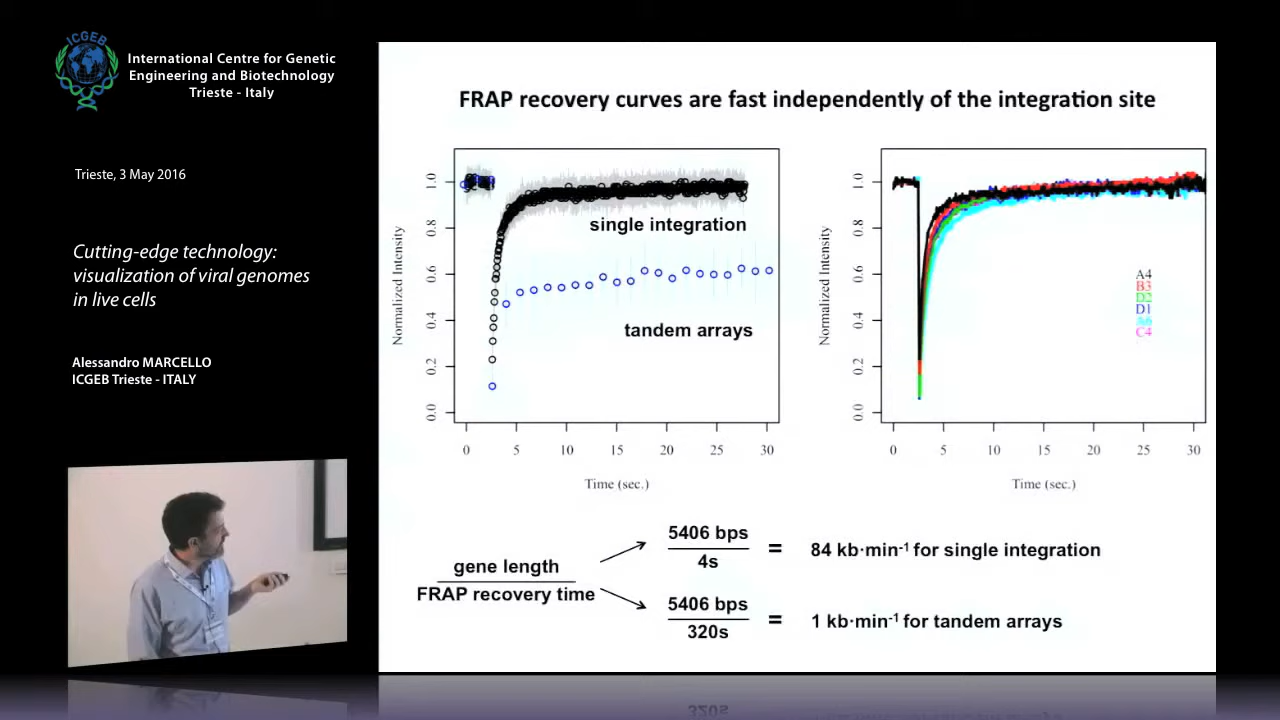 ICGEB
International Centre for Genetic
Engineering and Biotechnology
Trieste - Italy
Trieste, 3 May 2016
Cutting-edge technology:
visualization of viral genomes
in live cells
Alessandro MARCELLO
ICGEB Trieste - ITALY
FRAP recovery curves are fast independently of the integration site
Normalized Intensity
0.0 0.2 0.4 0.6 0.8 1.0
single integration
tandem arrays
0 5 10 15 20 25 30
Time (sec.)
Normalized Intensity
0.0 0.2 0.4 0.6 0.8 1.0
A4
B3
D2
D1
A6
C4
0 5 10 15 20 25 30
Time (sec.)
gene length
FRAP recovery time
5406 bps
4s
= 84 kb·min⁻¹ for single integration
5406 bps
320s
= 1 kb·min⁻¹ for tandem arrays